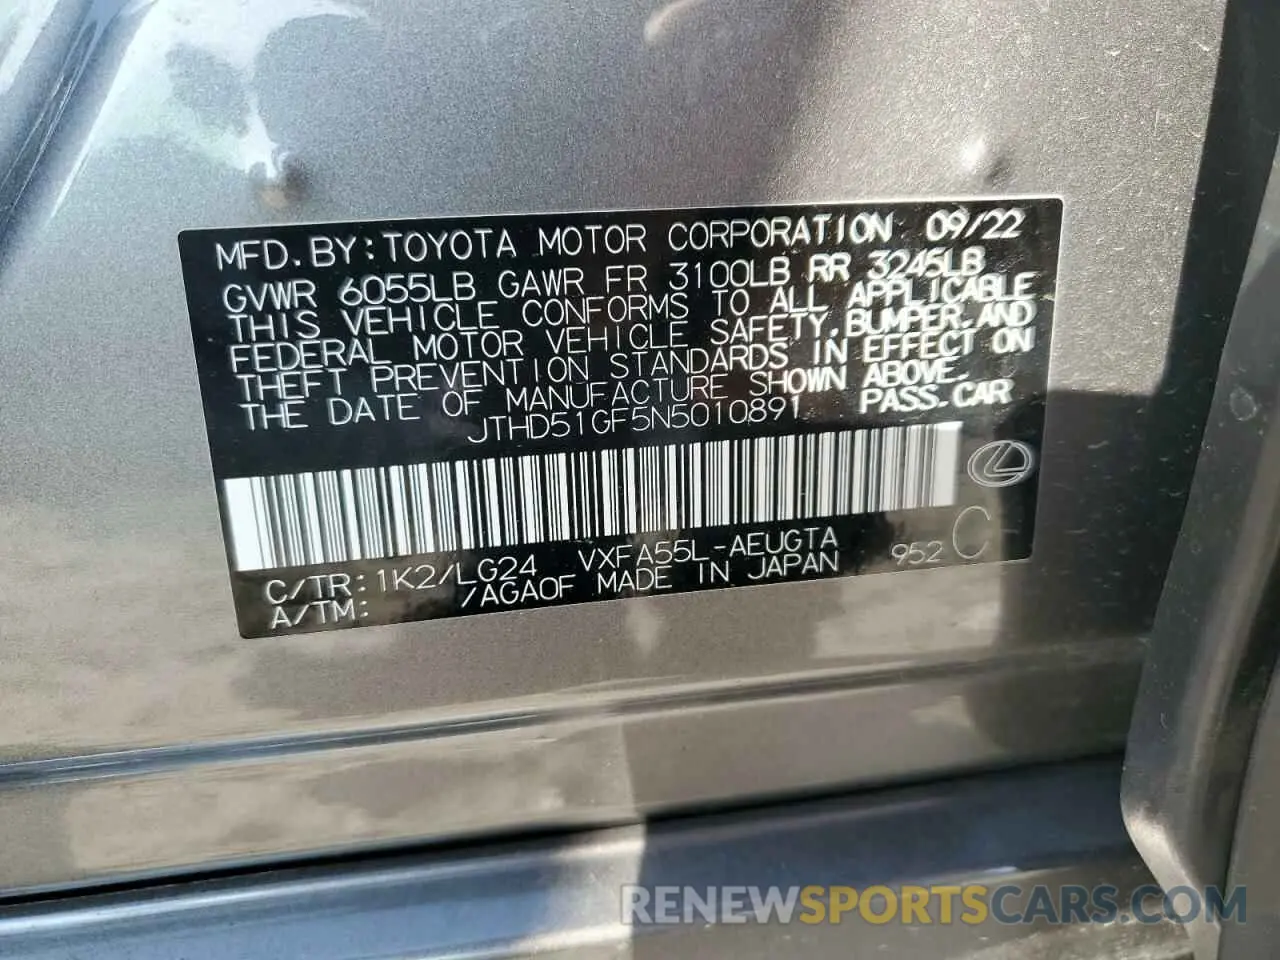 MFD. BY: TOYOTA MOTOR CORPORATION 09/22
GVWR 6055LB GAWR FR 3100LB RR 3245LB
THIS VEHICLE CONFORMS TO ALL APPLICABLE
FEDERAL MOTOR VEHICLE SAFETY, BUMPER, AND
THEFT PREVENTION STANDARDS IN EFFECT ON
THE DATE OF MANUFACTURE SHOWN ABOVE.
JTHD51GF5N5010891 PASS. CAR
C/TR: 1K2/LG24 VXFA55L-AEUGTA 952 C
A/TM: /AGA0F MADE IN JAPAN
RENEWSPORTSCARS.COM